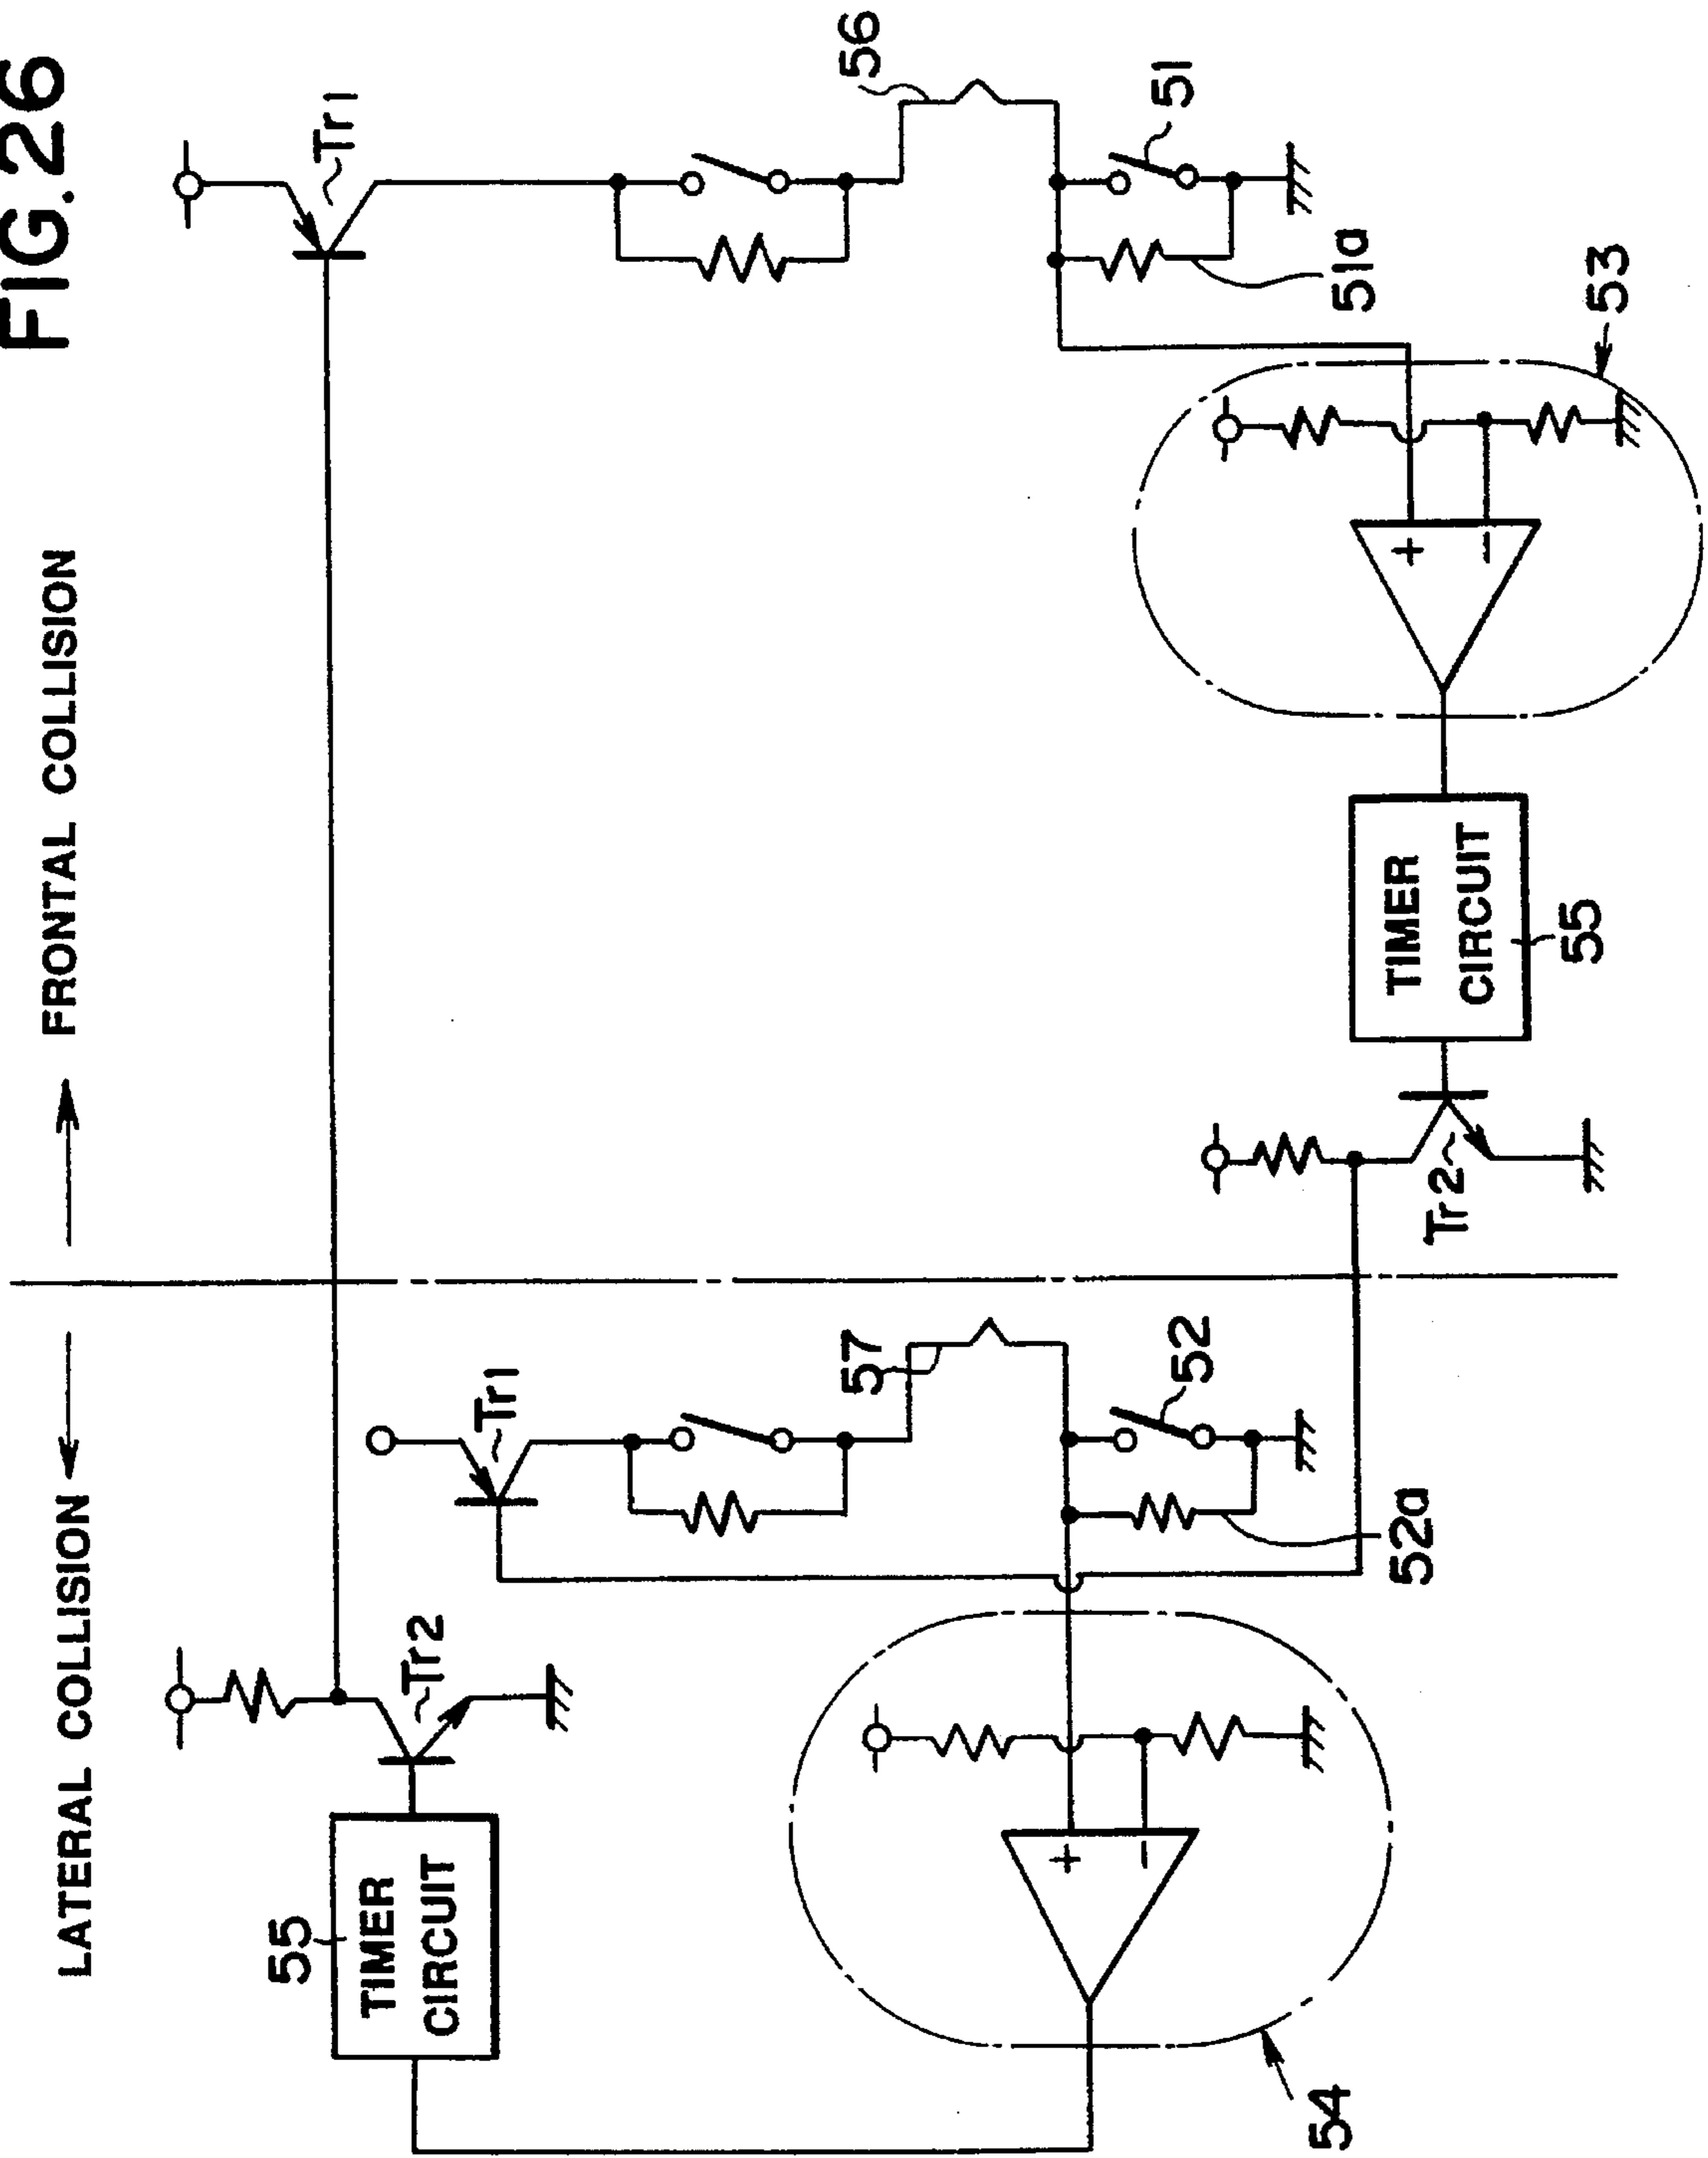 FIG.26
LATERAL COLLISION
FRONTAL COLLISION
55
TIMER
CIRCUIT
Tr2
Tr1
57
52
52a
54
Tr1
56
51
51a
53
TIMER
CIRCUIT
55
Tr2
+
−
+
−